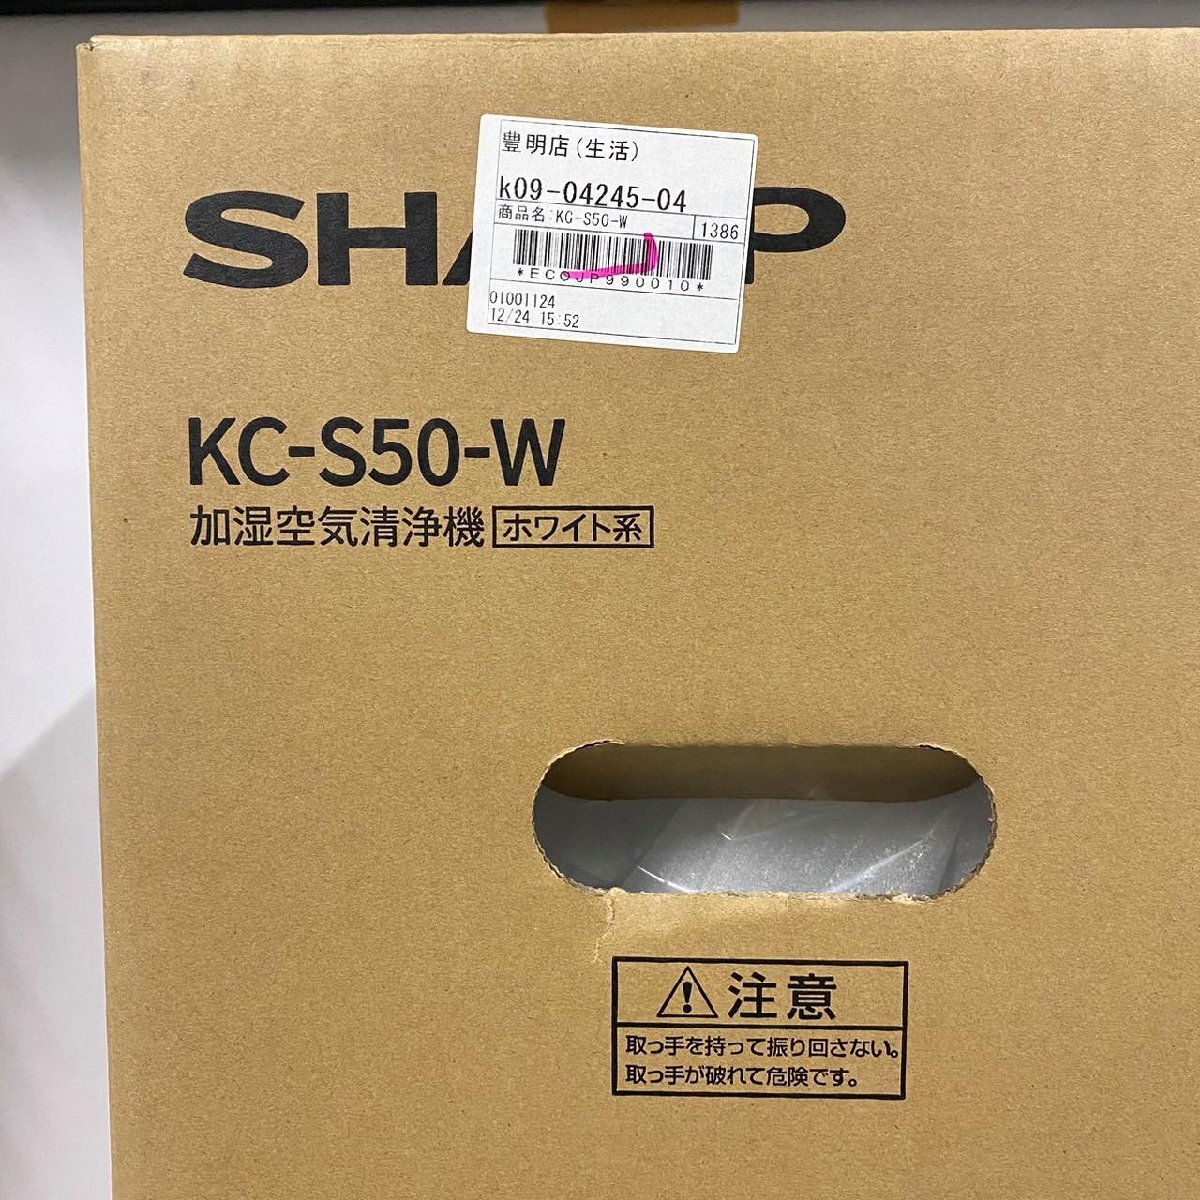 豊明店(生活)
k09-04245-04
商品名:KC-S50-W 1386
*ECOJP990010*
01001124
12/24 15:52
SHARP
KC-S50-W
加湿空気清浄機 ホワイト系
注意
取っ手を持って振り回さない。
取っ手が破れて危険です。